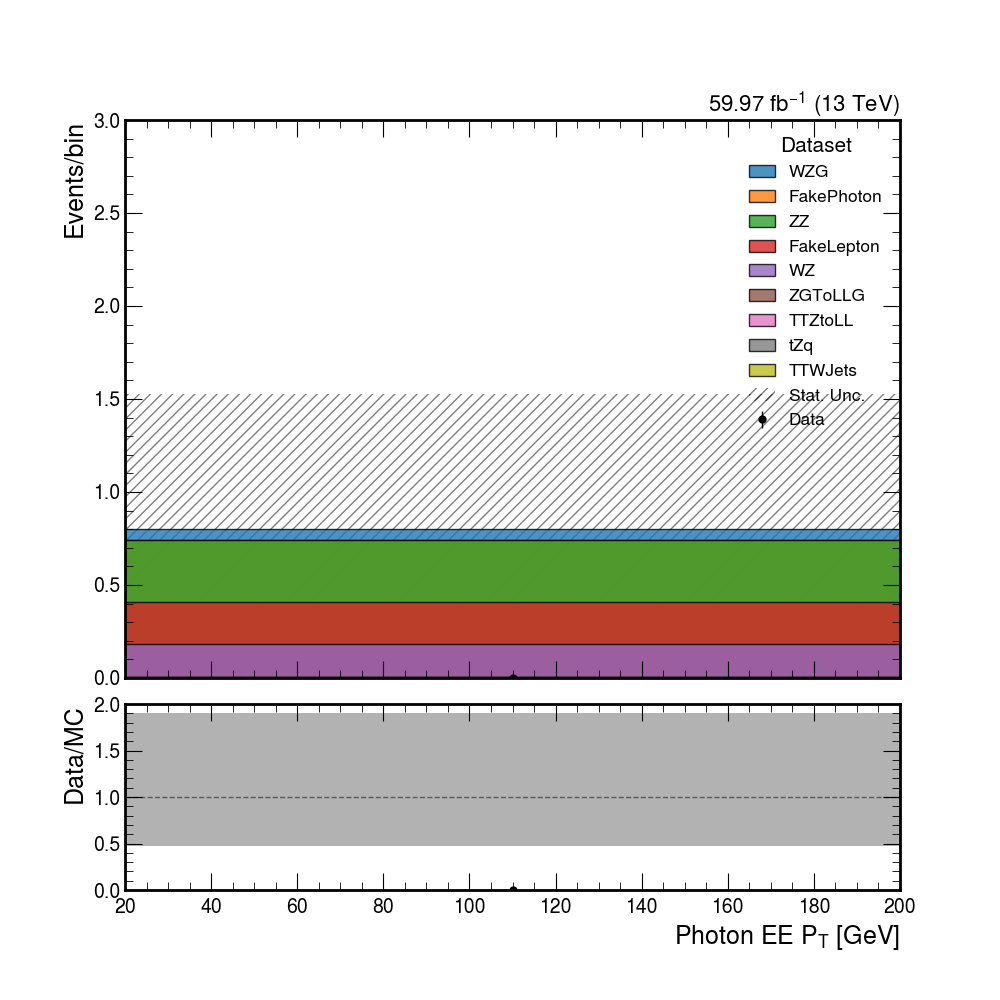 59.97 fb⁻¹ (13 TeV)
Events/bin
3.0
2.5
2.0
1.5
1.0
0.5
0.0
Dataset
WZG
FakePhoton
ZZ
FakeLepton
WZ
ZGToLLG
TTZtoLL
tZq
TTWJets
Stat. Unc.
Data
Data/MC
2.0
1.5
1.0
0.5
0.0
20 40 60 80 100 120 140 160 180 200
Photon EE P_T [GeV]